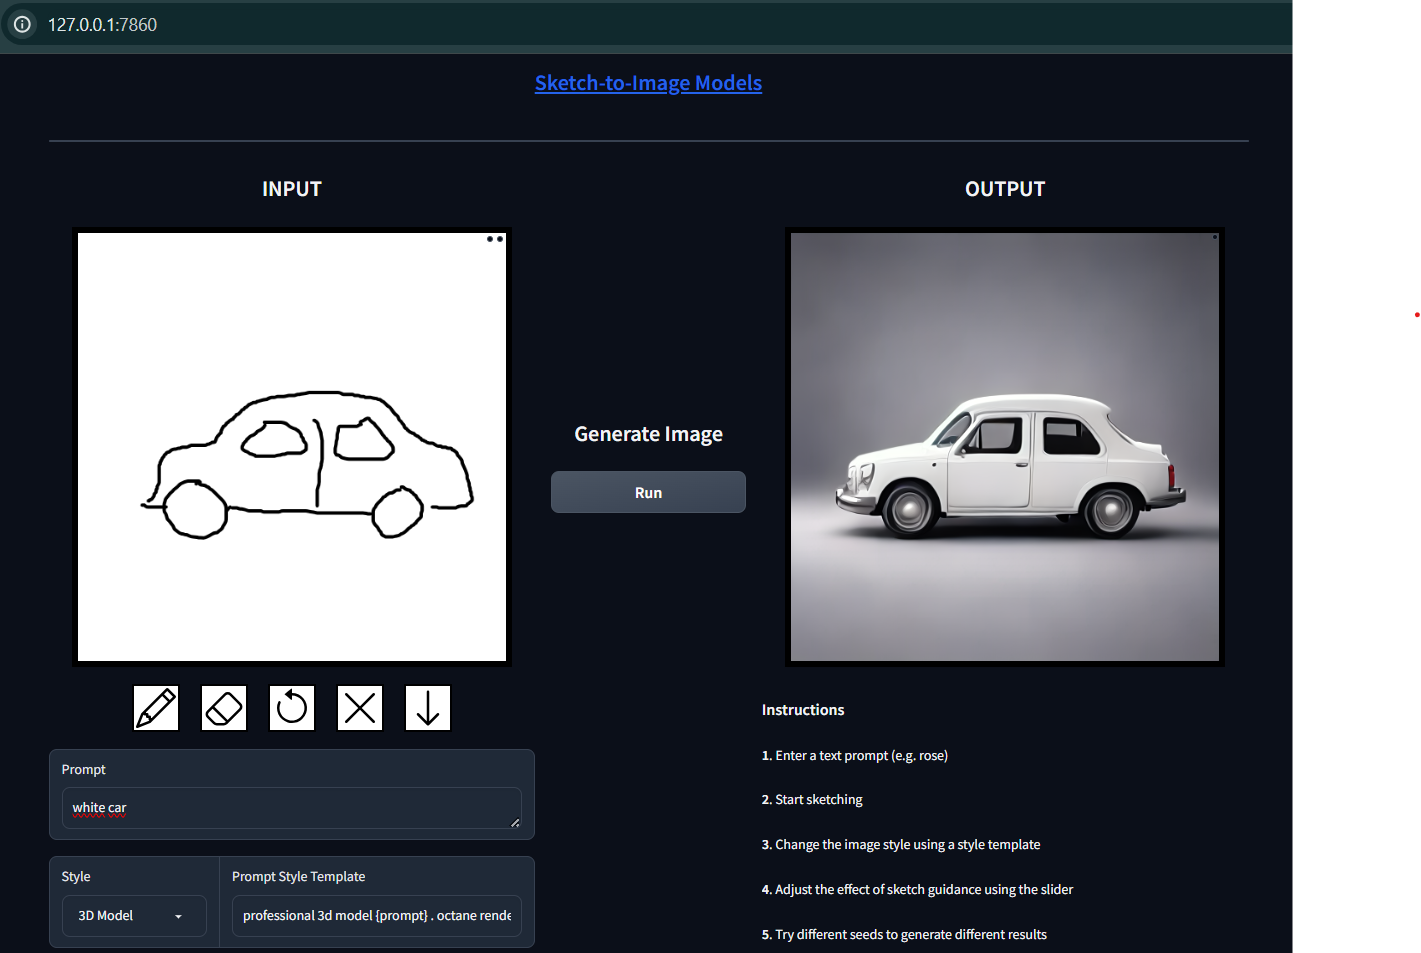 127.0.0.1:7860
Sketch-to-Image Models
INPUT
OUTPUT
Generate Image
Run
Prompt
white car
Style
Prompt Style Template
3D Model
professional 3d model {prompt} . octane rende
Instructions
1. Enter a text prompt (e.g. rose)
2. Start sketching
3. Change the image style using a style template
4. Adjust the effect of sketch guidance using the slider
5. Try different seeds to generate different results